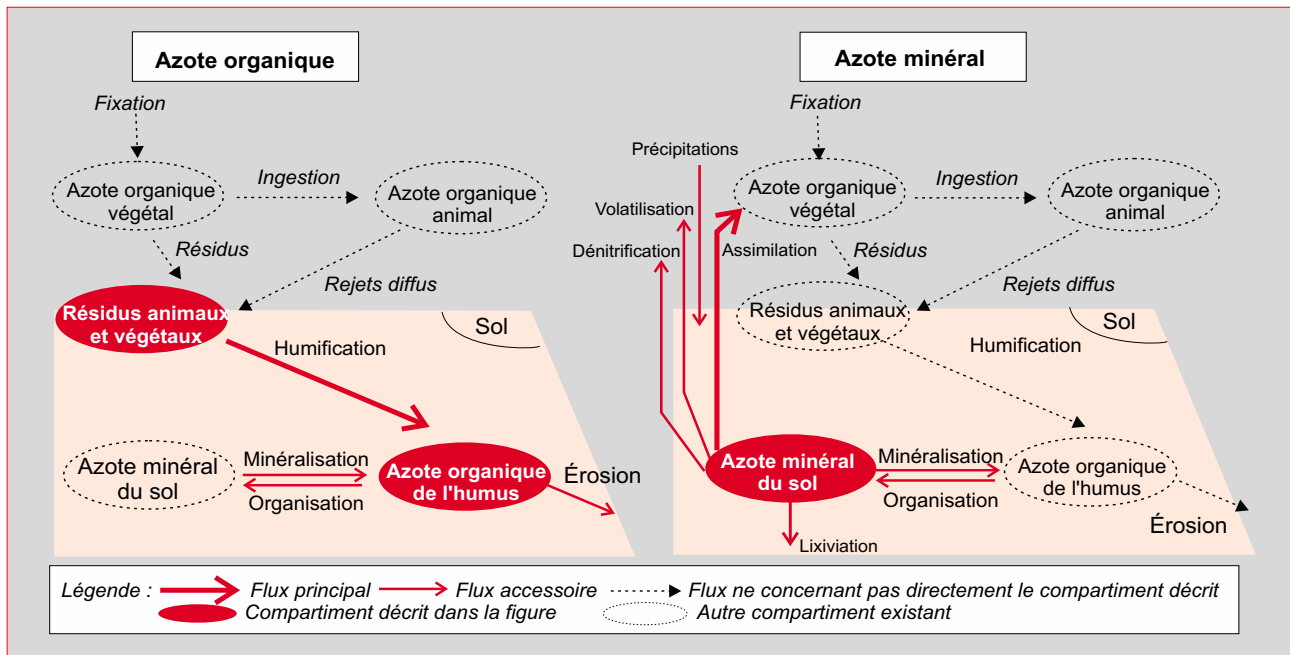 Azote organique
Fixation
Azote organique
végétal
Ingestion
Azote organique
animal
Résidus
Rejets diffus
Résidus animaux
et végétaux
Sol
Humification
Azote minéral
du sol
Minéralisation
Organisation
Azote organique
de l'humus
Érosion
Azote minéral
Fixation
Précipitations
Azote organique
végétal
Ingestion
Azote organique
animal
Volatilisation
Dénitrification
Assimilation
Résidus
Rejets diffus
Résidus animaux
et végétaux
Sol
Humification
Azote minéral
du sol
Minéralisation
Organisation
Azote organique
de l'humus
Érosion
Lixiviation
Légende : Flux principal Flux accessoire Flux ne concernant pas directement le compartiment décrit
Compartiment décrit dans la figure Autre compartiment existant